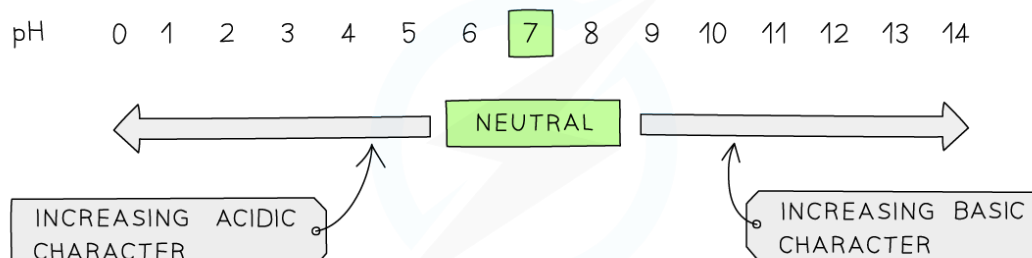 pH 0 1 2 3 4 5 6 7 8 9 10 11 12 13 14
NEUTRAL
INCREASING ACIDIC
CHARACTER
INCREASING BASIC
CHARACTER